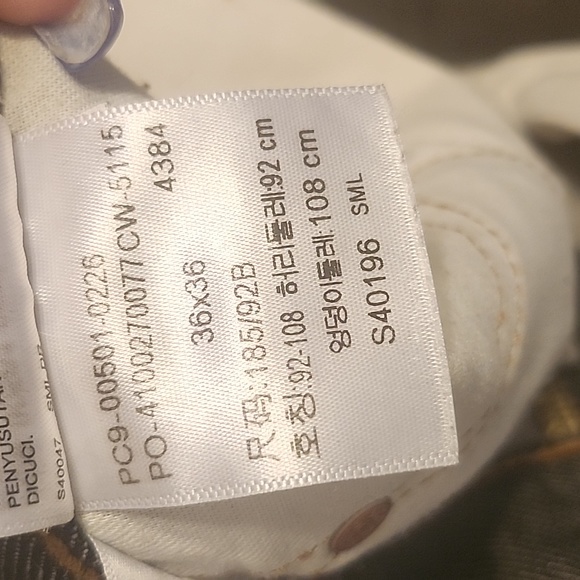 PENYUSUTAN
DICUCI.
S40047 SML
PC9-00501-0226
PO-4100270077 CW-5115
4384
36x36
尺码:185/92B
호칭:92-108 허리둘레:92 cm
엉덩이둘레:108 cm
S40196 SML